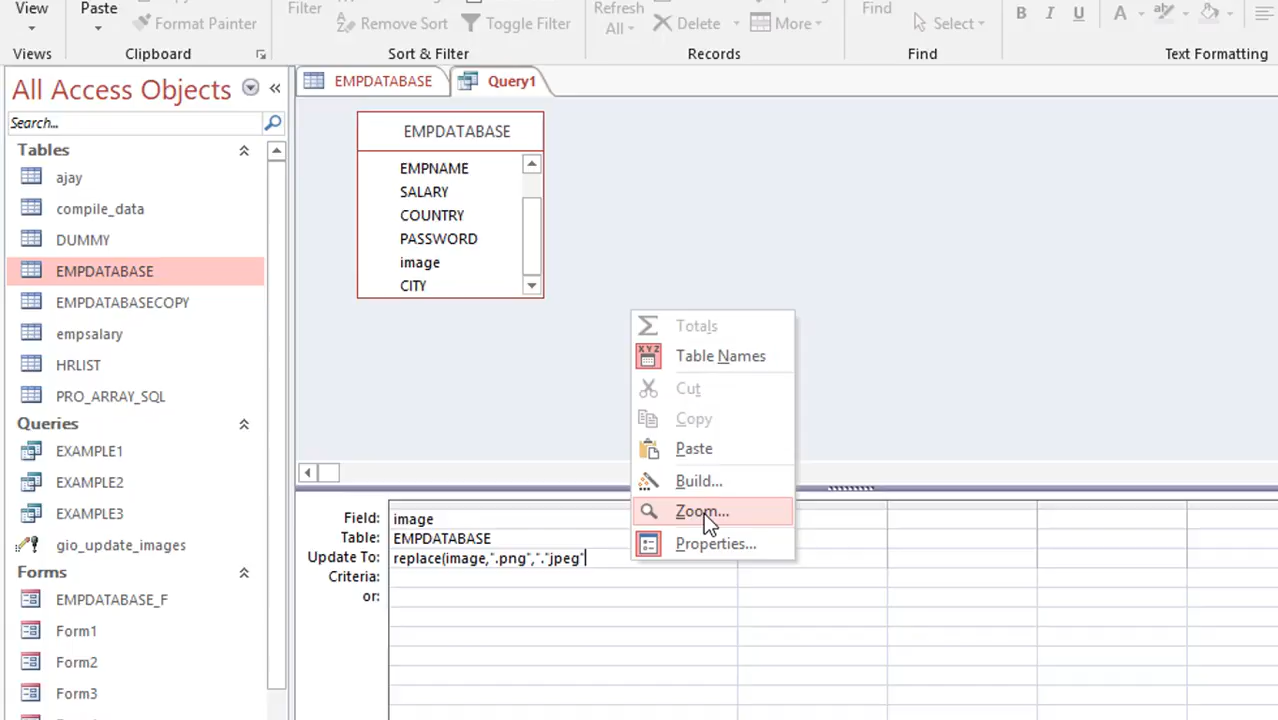 View
Paste
Format Painter
Filter
Remove Sort
Toggle Filter
Refresh
All
Delete
More
Find
Select
B I U A
Views
Clipboard
Sort & Filter
Records
Find
Text Formatting
All Access Objects
Search...
Tables
ajay
compile_data
DUMMY
EMPDATABASE
EMPDATABASECOPY
empsalary
HRLIST
PRO_ARRAY_SQL
Queries
EXAMPLE1
EXAMPLE2
EXAMPLE3
gio_update_images
Forms
EMPDATABASE_F
Form1
Form2
Form3
EMPDATABASE
Query1
EMPDATABASE
EMPNAME
SALARY
COUNTRY
PASSWORD
image
CITY
Totals
XYZ
Table Names
Cut
Copy
Paste
Build...
Zoom...
Properties...
Field: image
Table: EMPDATABASE
Update To: replace(image,".png","."jpeg"
Criteria:
or: